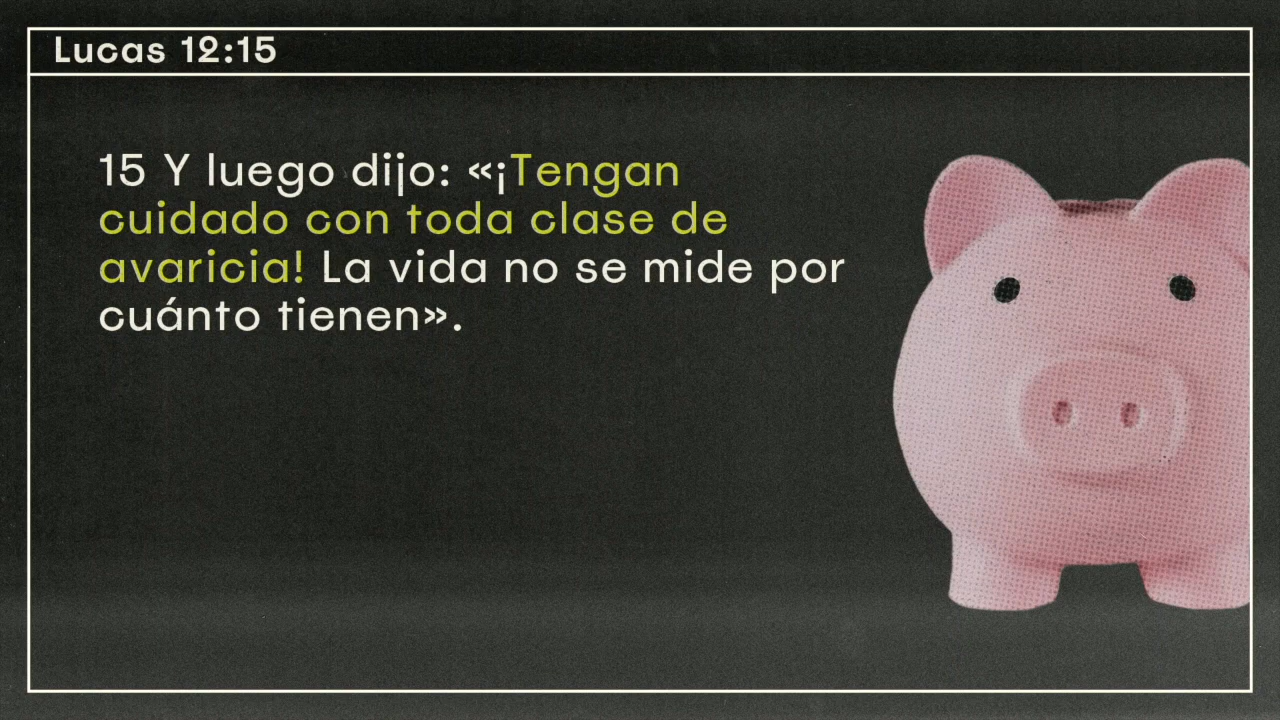 Lucas 12:15
15 Y luego dijo: «¡Tengan
cuidado con toda clase de
avaricia! La vida no se mide por
cuánto tienen».